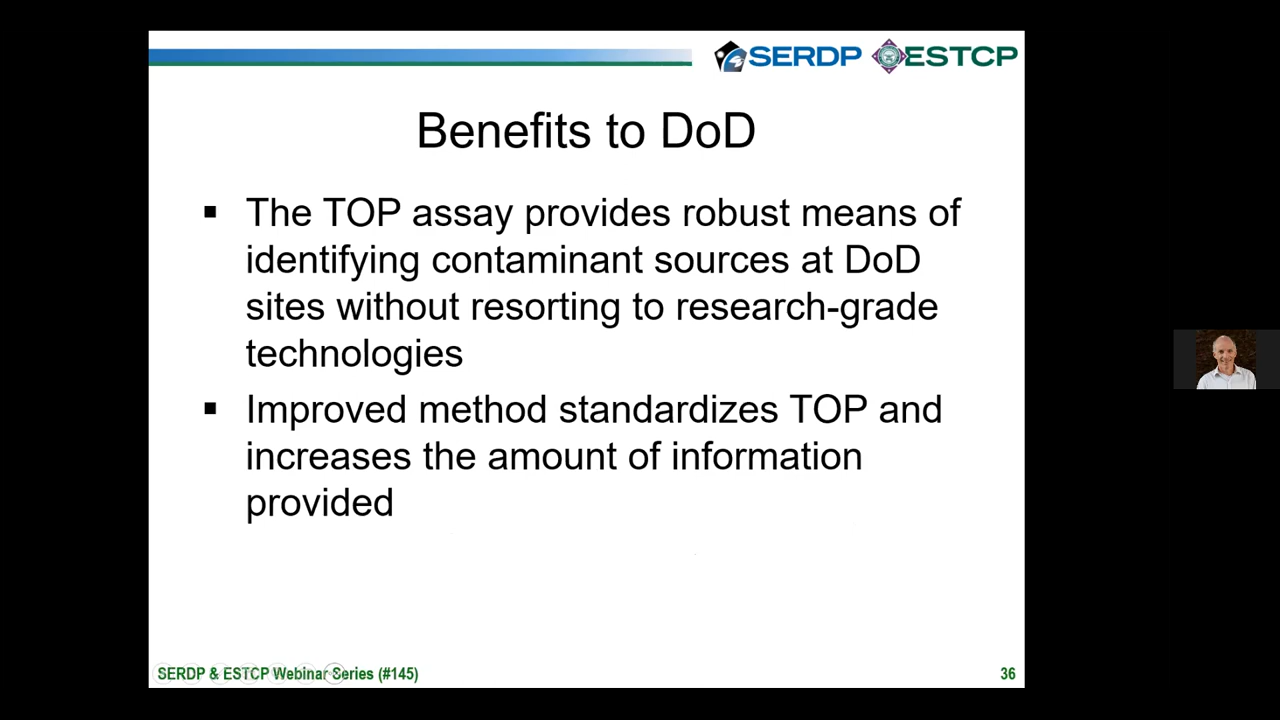 SERDP ESTCP
Benefits to DoD
▪ The TOP assay provides robust means of
identifying contaminant sources at DoD
sites without resorting to research-grade
technologies
▪ Improved method standardizes TOP and
increases the amount of information
provided
SERDP & ESTCP Webinar Series (#145)
36